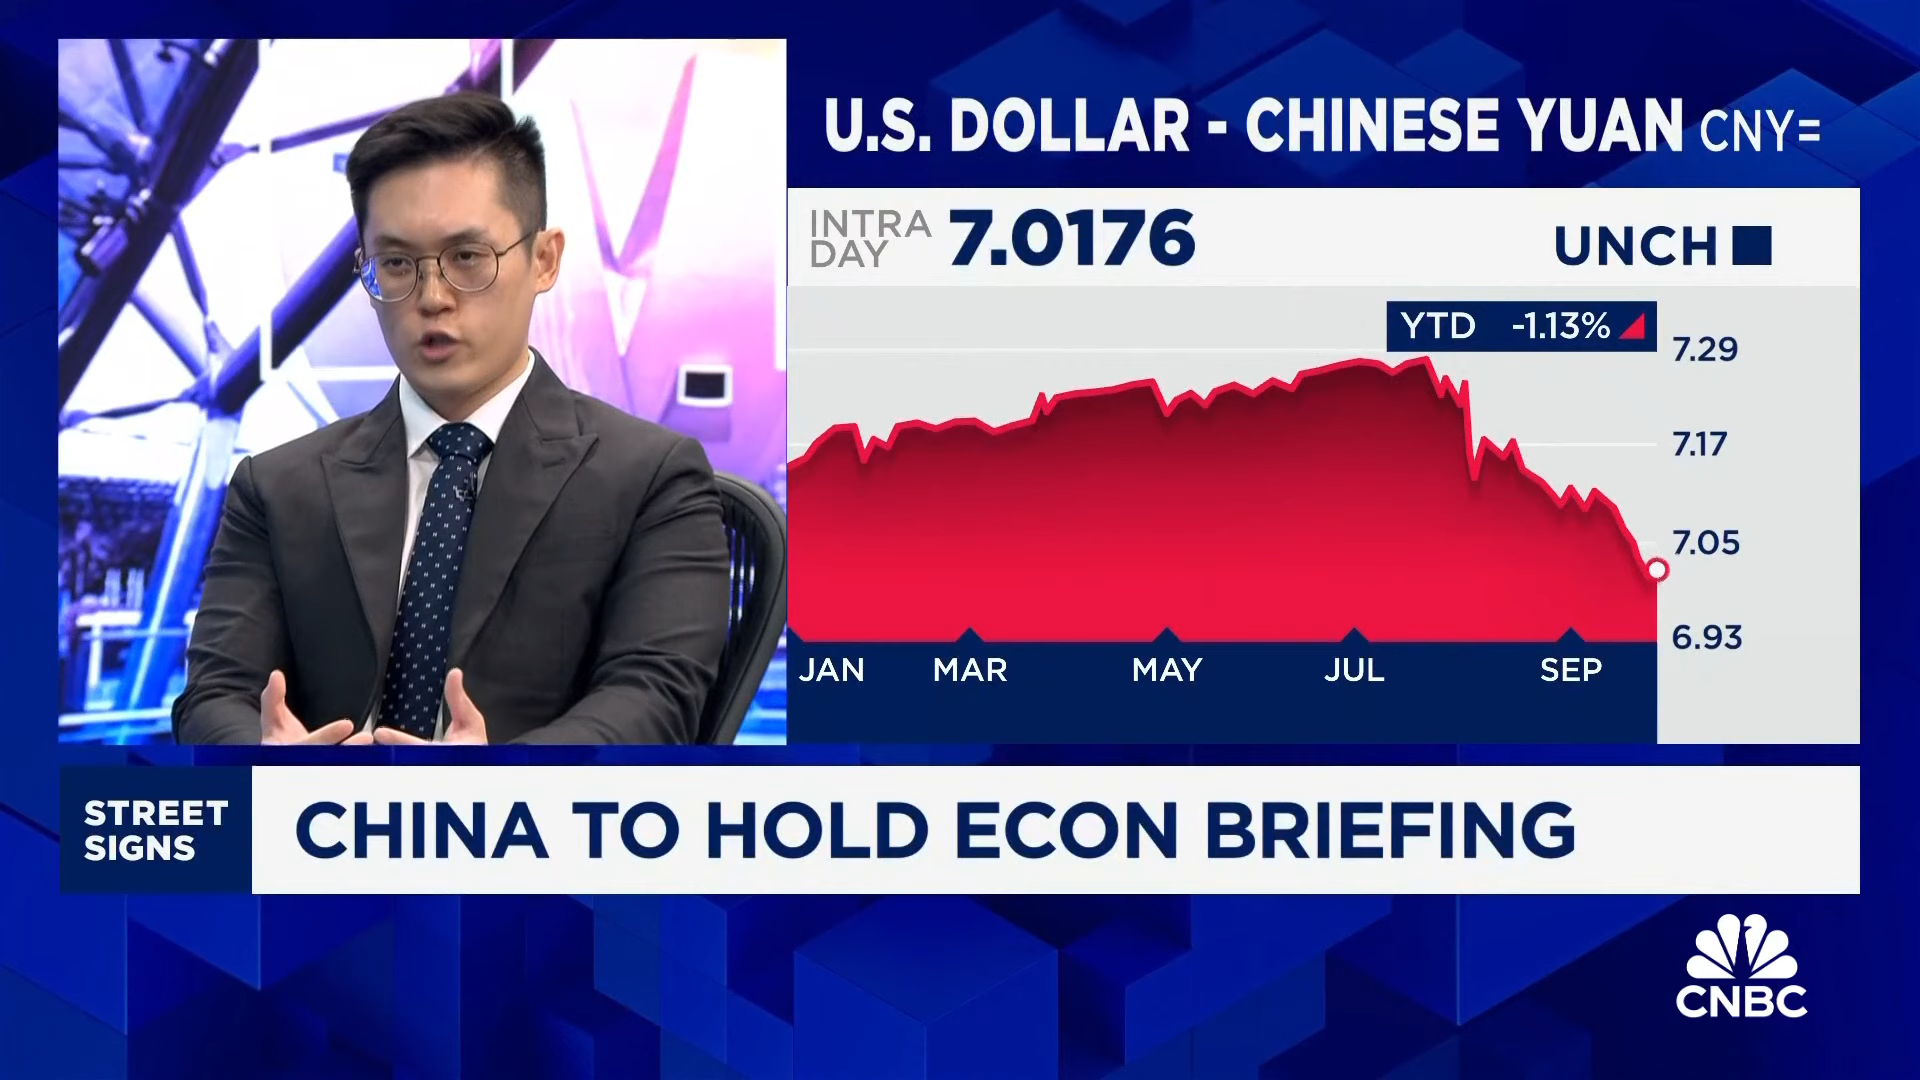 U.S. DOLLAR - CHINESE YUAN CNY=
INTRA
DAY
7.0176
UNCH
YTD -1.13%
7.29
7.17
7.05
6.93
JAN MAR MAY JUL SEP
STREET
SIGNS
CHINA TO HOLD ECON BRIEFING
CNBC